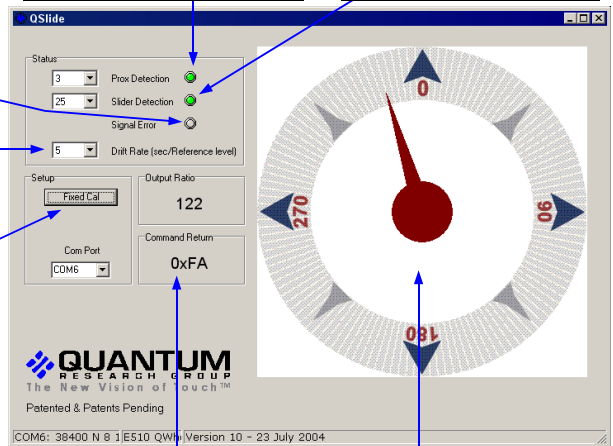 QSlide
Status
3 Prox Detection
25 Slider Detection
Signal Error
5 Drift Rate (sec/Reference level)
Setup
Fixed Cal
Com Port
COM6
Output Ratio
122
Command Return
0xFA
0
90
180
270
QUANTUM
RESEARCH GROUP
The New Vision of Touch™
Patented & Patents Pending
COM6: 38400 N 8 1 E510 QWh Version 10 - 23 July 2004